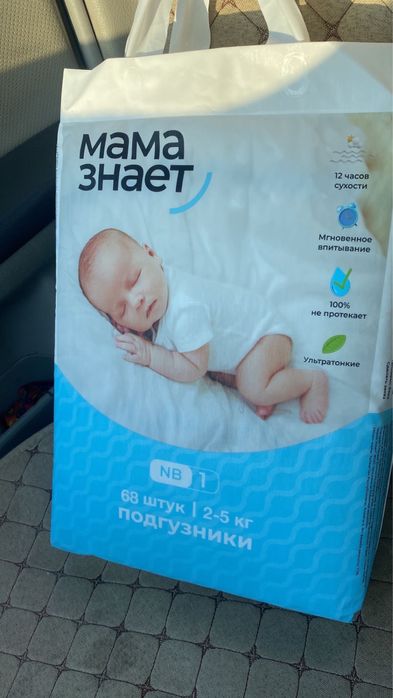 мама
знает
12 часов
сухости
Мгновенное
впитывание
100%
не протекает
Ультратонкие
NB 1
68 штук | 2-5 кг
подгузники